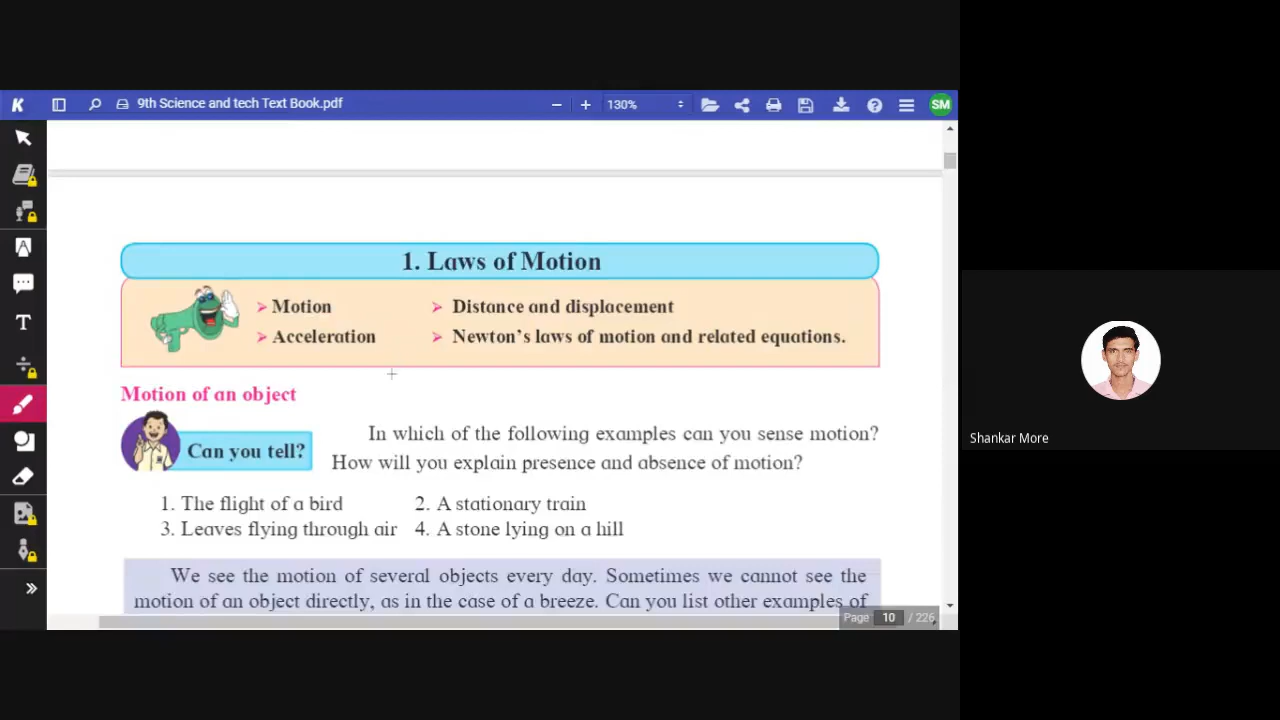 K 9th Science and tech Text Book.pdf 130% SM
1. Laws of Motion
➢ Motion ➢ Distance and displacement
➢ Acceleration ➢ Newton's laws of motion and related equations.
Motion of an object
Can you tell?
In which of the following examples can you sense motion?
How will you explain presence and absence of motion?
1. The flight of a bird 2. A stationary train
3. Leaves flying through air 4. A stone lying on a hill
We see the motion of several objects every day. Sometimes we cannot see the
motion of an object directly, as in the case of a breeze. Can you list other examples of
Page 10 / 226
Shankar More